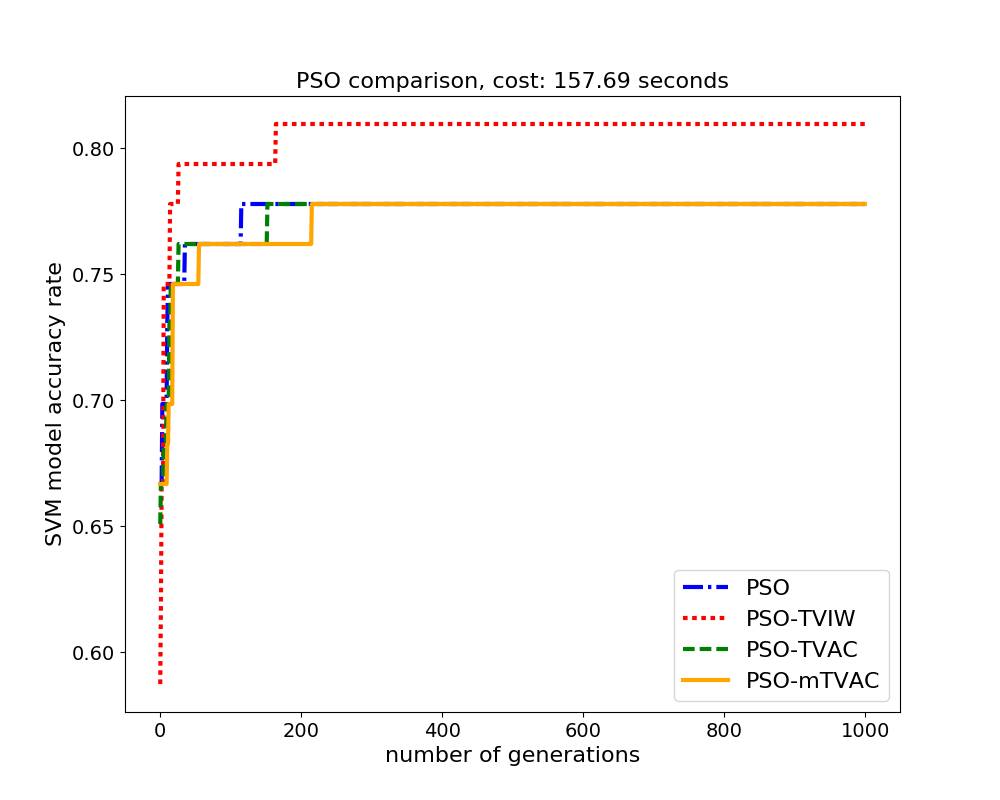 PSO comparison, cost: 157.69 seconds
SVM model accuracy rate
0.80
0.75
0.70
0.65
0.60
0 200 400 600 800 1000
number of generations
PSO
PSO-TVIW
PSO-TVAC
PSO-mTVAC